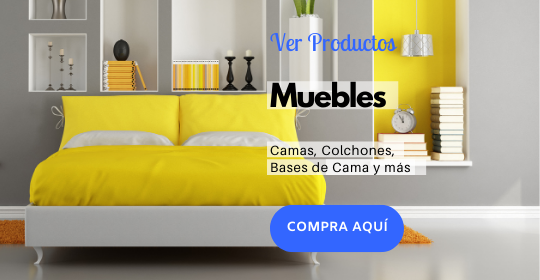 Ver Productos
Muebles
Camas, Colchones,
Bases de Cama y más
COMPRA AQUÍ